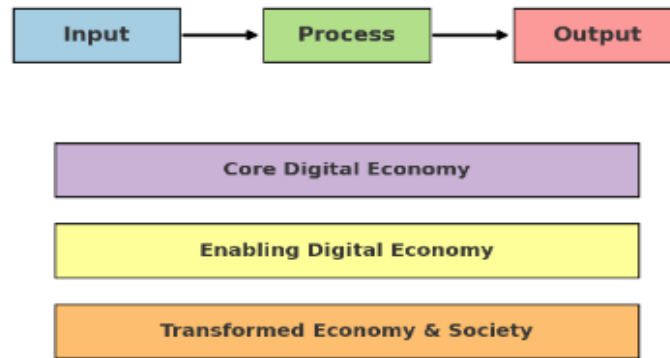 Input
Process
Output
Core Digital Economy
Enabling Digital Economy
Transformed Economy & Society